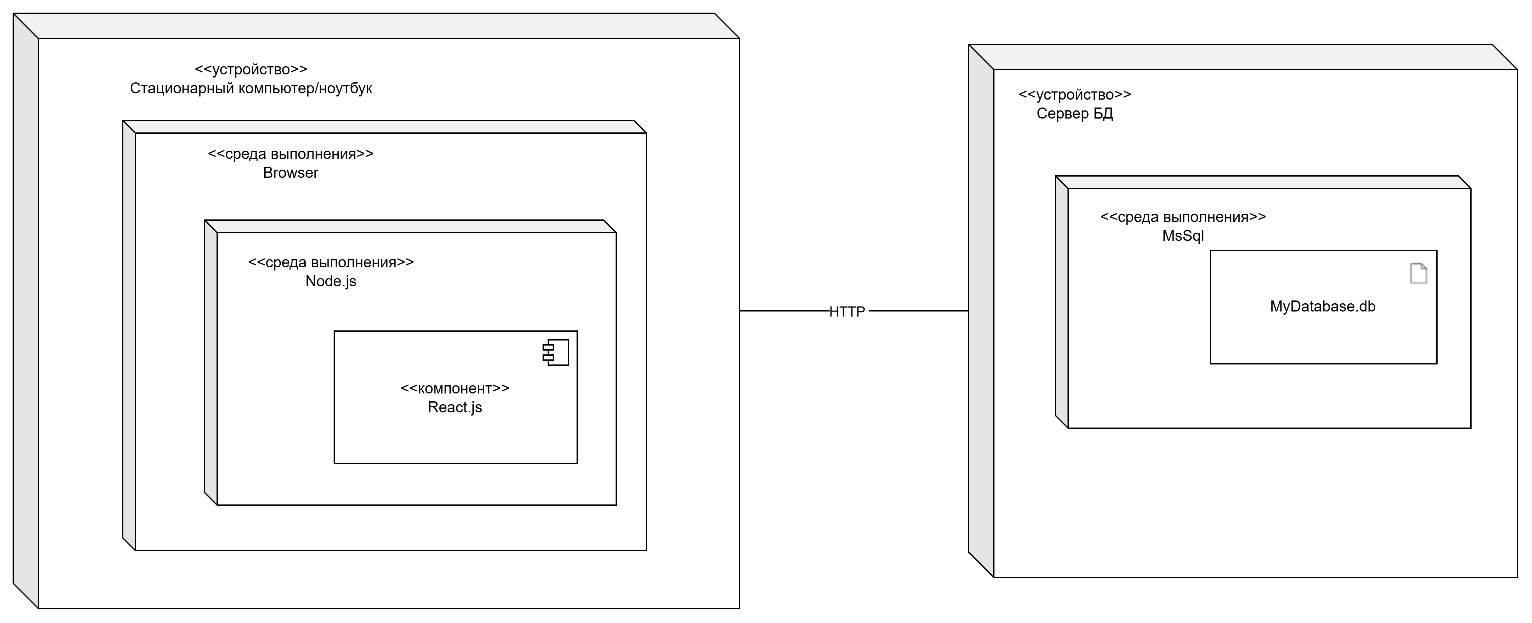 <<устройство>>
Стационарный компьютер/ноутбук
<<среда выполнения>>
Browser
<<среда выполнения>>
Node.js
<<компонент>>
React.js
HTTP
<<устройство>>
Сервер БД
<<среда выполнения>>
MsSql
MyDatabase.db